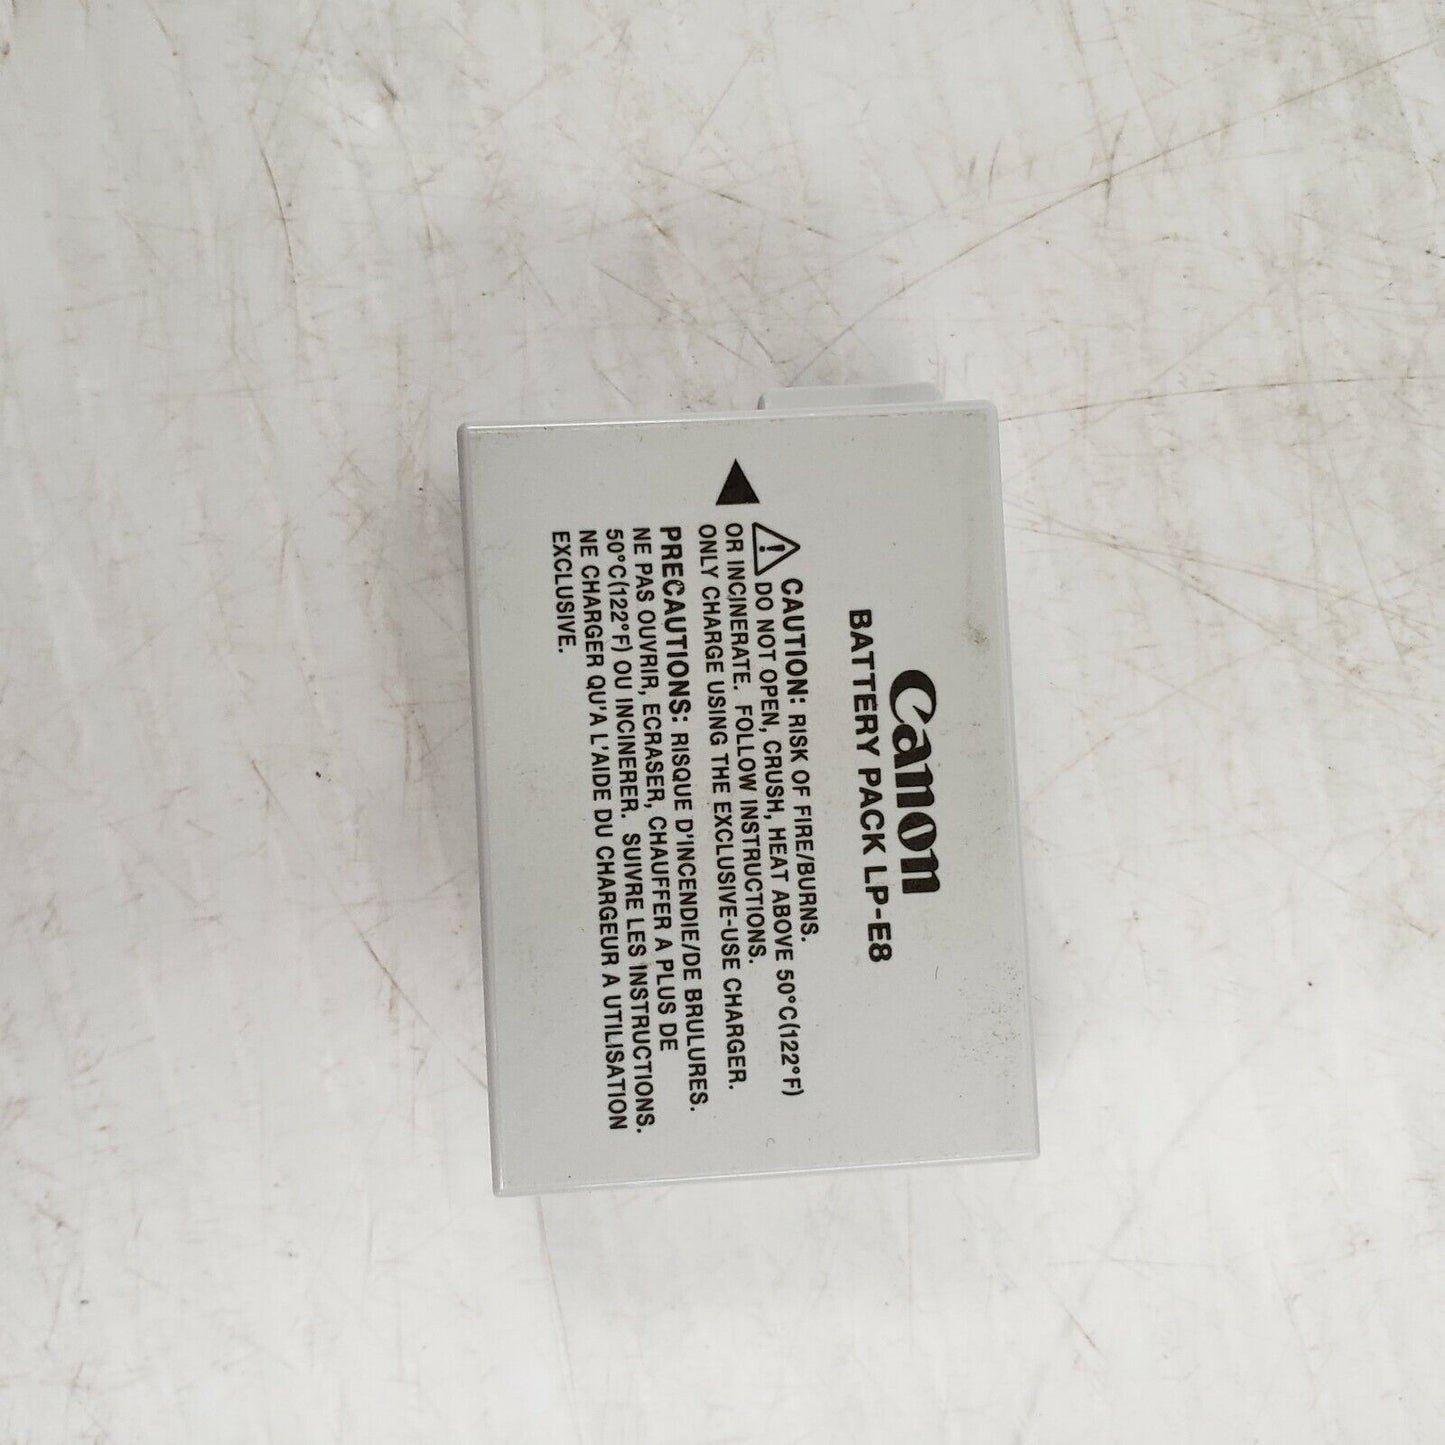 Canon
BATTERY PACK LP-E8
CAUTION: RISK OF FIRE/BURNS.
DO NOT OPEN, CRUSH, HEAT ABOVE 50°C(122°F)
OR INCINERATE. FOLLOW INSTRUCTIONS.
ONLY CHARGE USING THE EXCLUSIVE-USE CHARGER.
PRECAUTIONS: RISQUE D'INCENDIE/DE BRULURES.
NE PAS OUVRIR, ECRASER, CHAUFFER A PLUS DE
50°C(122°F) OU INCINERER. SUIVRE LES INSTRUCTIONS.
NE CHARGER QU'A L'AIDE DU CHARGEUR A UTILISATION
EXCLUSIVE.